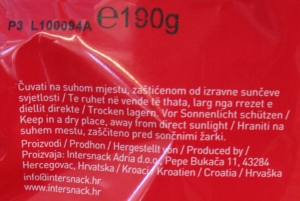 P3 L100094A
℮190g
Čuvati na suhom mjestu, zaštićenom od izravne sunčeve
svjetlosti / Te ruhet në vende të thata, larg nga rrezet e
diellit direkte / Trocken lagern, Vor Sonnenlicht schützen /
Keep in a dry place, away from direct sunlight / Hraniti na
suhem mestu, zaščiteno pred sončnimi žarki.
Proizvodi / Prodhon / Hergestellt von / Produced by /
Proizvaja: Intersnack Adria d.o.o., Pepe Bukača 11, 43284
Hercegovac, Hrvatska / Kroaci / Kroatien / Croatia / Hrvaška
info@intersnack.hr
www.intersnack.hr